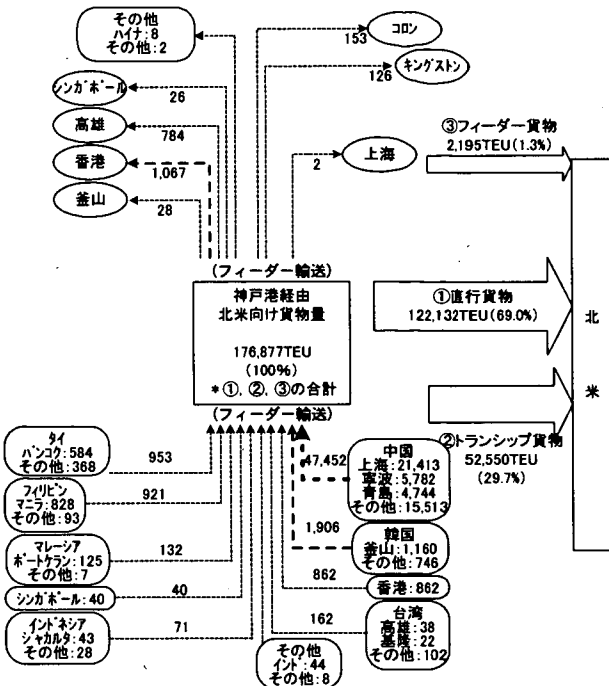 その他
ハイナ:8
その他:2
コロン
153
キングストン
126
シンガポール
26
高雄
784
香港
1,067
釜山
28
上海
2
③フィーダー貨物
2,195TEU(1.3%)
(フィーダー輸送)
神戸港経由
北米向け貨物量
176,877TEU
(100%)
*①,②,③の合計
(フィーダー輸送)
①直行貨物
122,132TEU(69.0%)
北
米
②トランシップ貨物
52,550TEU
(29.7%)
タイ
バンコク:584
その他:368
953
フィリピン
マニラ:828
その他:93
921
マレーシア
ポートケラン:125
その他:7
132
シンガポール:40
40
インドネシア
シャカルタ:43
その他:28
71
その他
インド:44
その他:8
47,452
中国
上海:21,413
寧波:5,782
青島:4,744
その他:15,513
1,906
韓国
釜山:1,160
その他:746
862
香港:862
162
台湾
高雄:38
基隆:22
その他:102